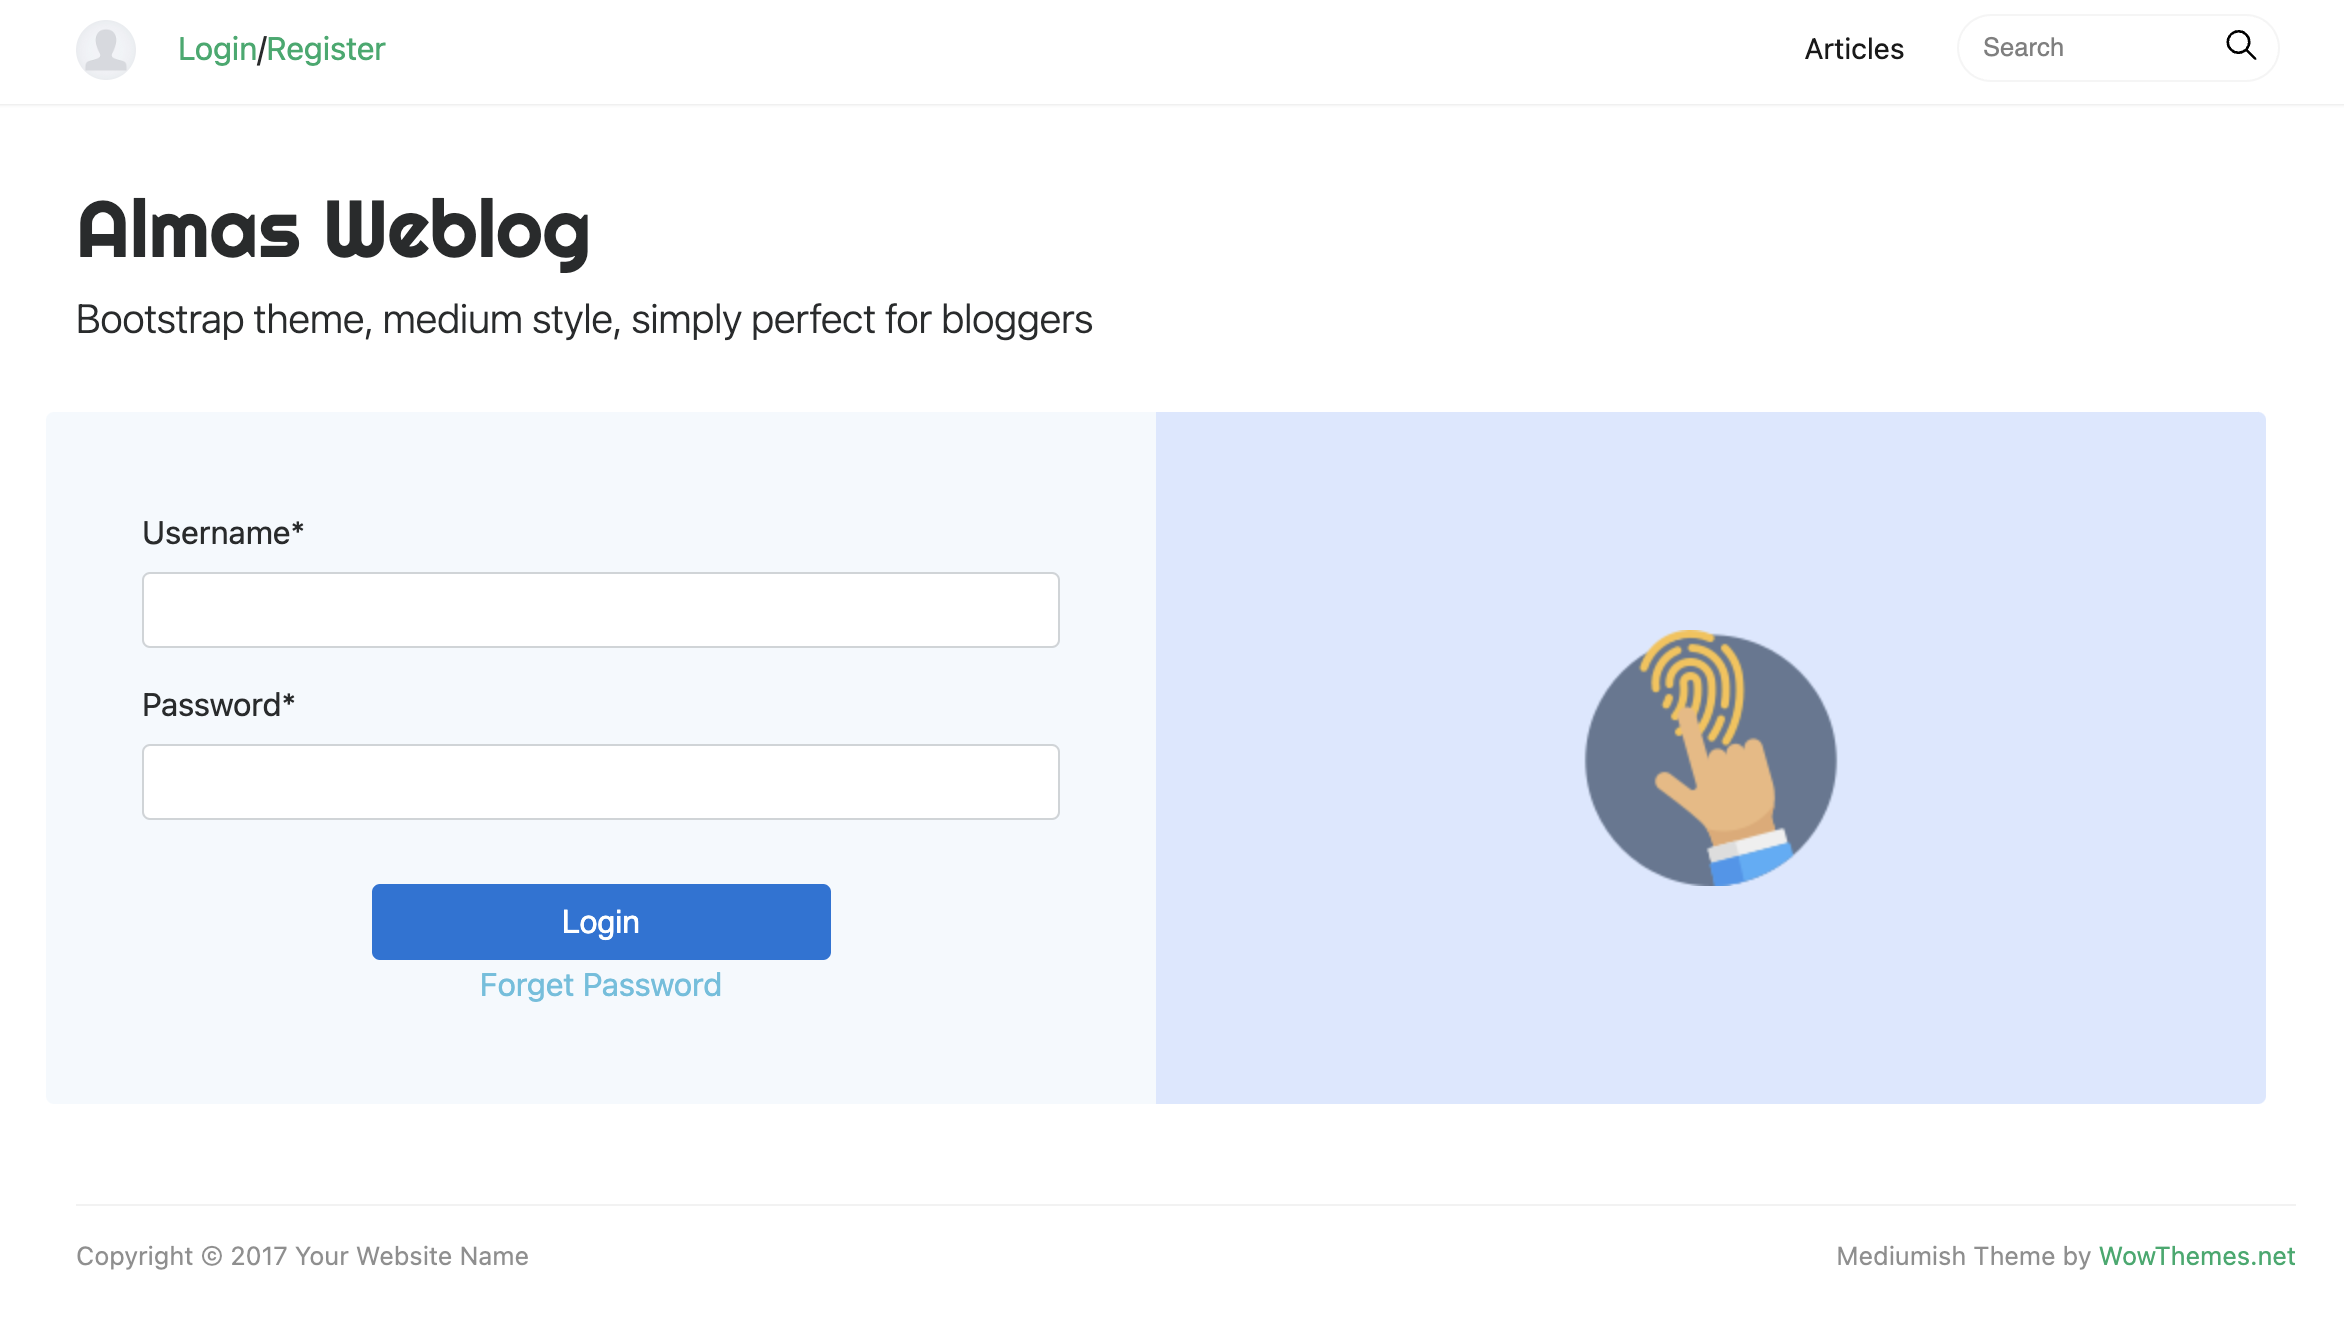 Login/Register
Articles
Search
Almas Weblog
Bootstrap theme, medium style, simply perfect for bloggers
Username*
Password*
Login
Forget Password
Copyright © 2017 Your Website Name
Mediumish Theme by WowThemes.net